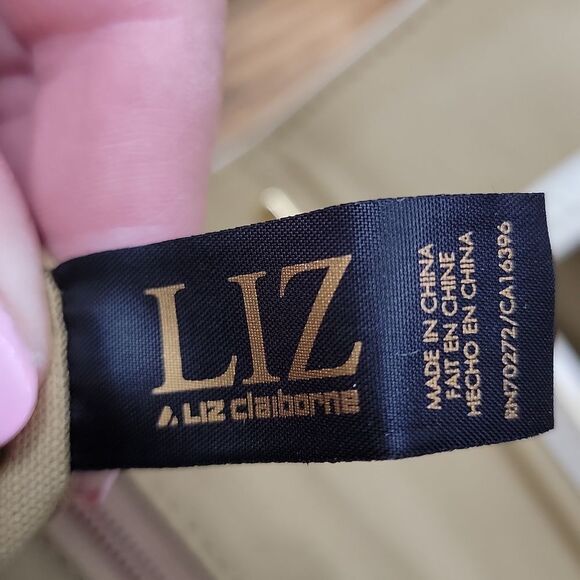 LIZ
A LIZ claiborne
MADE IN CHINA
FAIT EN CHINE
HECHO EN CHINA
RN70272/CA16396